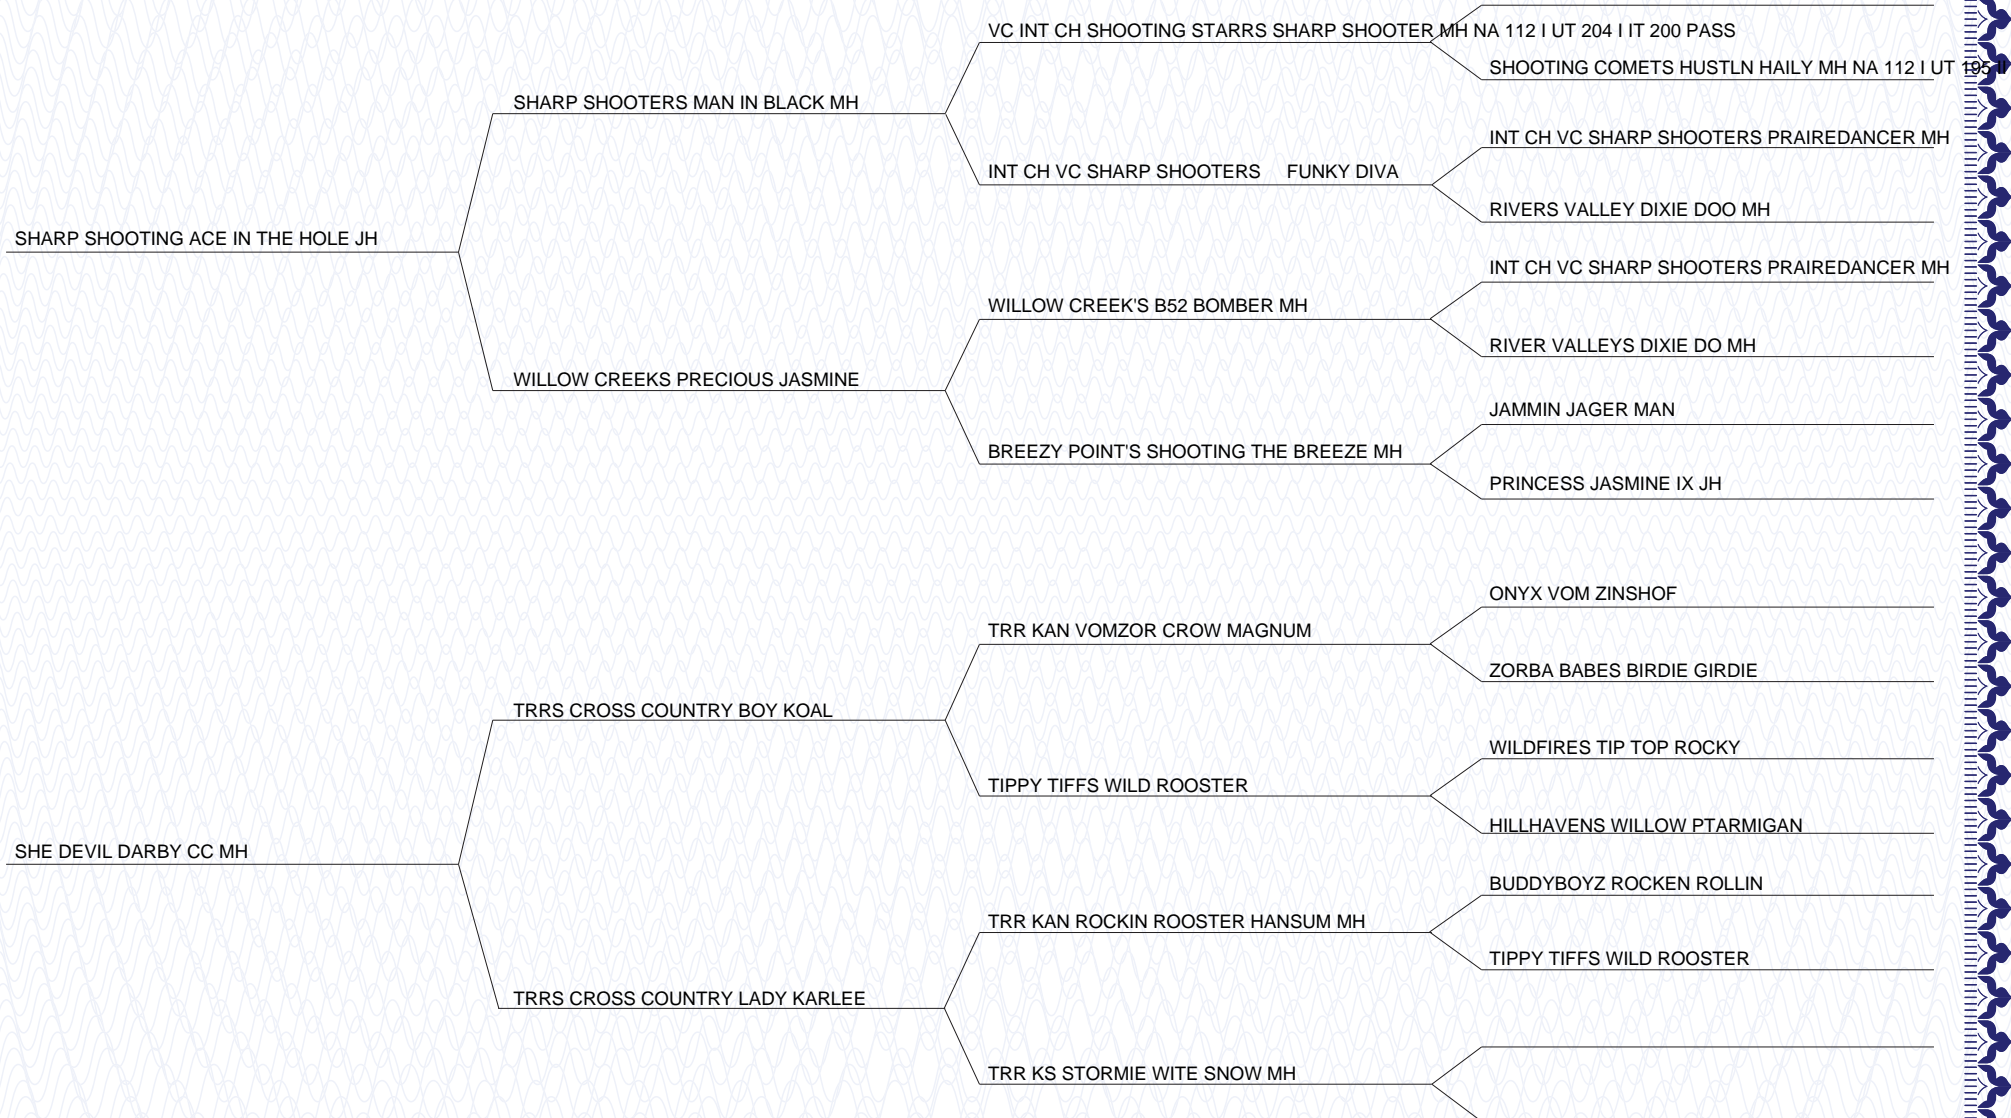 VC INT CH SHOOTING STARRS SHARP SHOOTER MH NA 112 I UT 204 I IT 200 PASS
SHOOTING COMETS HUSTLN HAILY MH NA 112 I UT 195 II
SHARP SHOOTERS MAN IN BLACK MH
INT CH VC SHARP SHOOTERS PRAIREDANCER MH
INT CH VC SHARP SHOOTERS FUNKY DIVA
RIVERS VALLEY DIXIE DOO MH
SHARP SHOOTING ACE IN THE HOLE JH
INT CH VC SHARP SHOOTERS PRAIREDANCER MH
WILLOW CREEK'S B52 BOMBER MH
RIVER VALLEYS DIXIE DO MH
WILLOW CREEKS PRECIOUS JASMINE
JAMMIN JAGER MAN
BREEZY POINT'S SHOOTING THE BREEZE MH
PRINCESS JASMINE IX JH
ONYX VOM ZINSHOF
TRR KAN VOMZOR CROW MAGNUM
ZORBA BABES BIRDIE GIRDIE
TRRS CROSS COUNTRY BOY KOAL
WILDFIRES TIP TOP ROCKY
TIPPY TIFFS WILD ROOSTER
HILLHAVENS WILLOW PTARMIGAN
SHE DEVIL DARBY CC MH
BUDDYBOYZ ROCKEN ROLLIN
TRR KAN ROCKIN ROOSTER HANSUM MH
TIPPY TIFFS WILD ROOSTER
TRRS CROSS COUNTRY LADY KARLEE
TRR KS STORMIE WITE SNOW MH